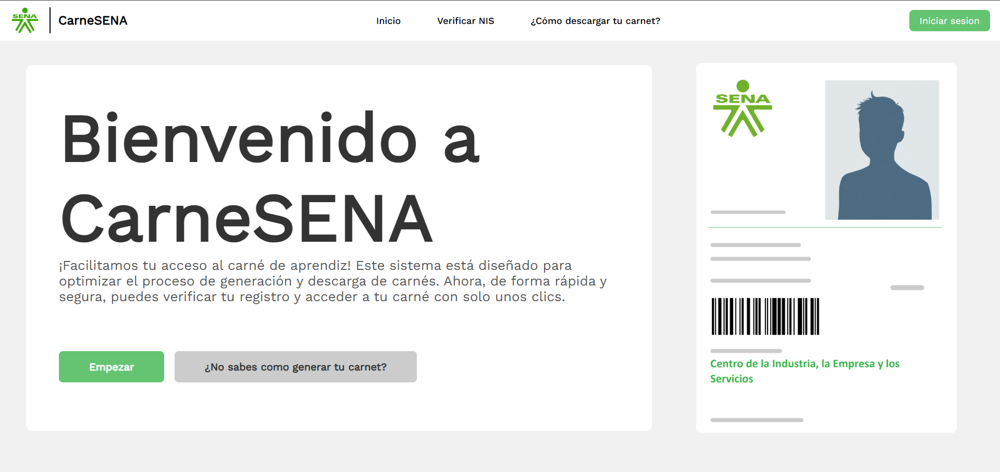 SENA
CarneSENA
Inicio
Verificar NIS
¿Cómo descargar tu carnet?
Iniciar sesion
Bienvenido a
CarneSENA
¡Facilitamos tu acceso al carné de aprendiz! Este sistema está diseñado para
optimizar el proceso de generación y descarga de carnés. Ahora, de forma rápida y
segura, puedes verificar tu registro y acceder a tu carné con solo unos clics.
Empezar
¿No sabes como generar tu carnet?
SENA
Centro de la Industria, la Empresa y los
Servicios